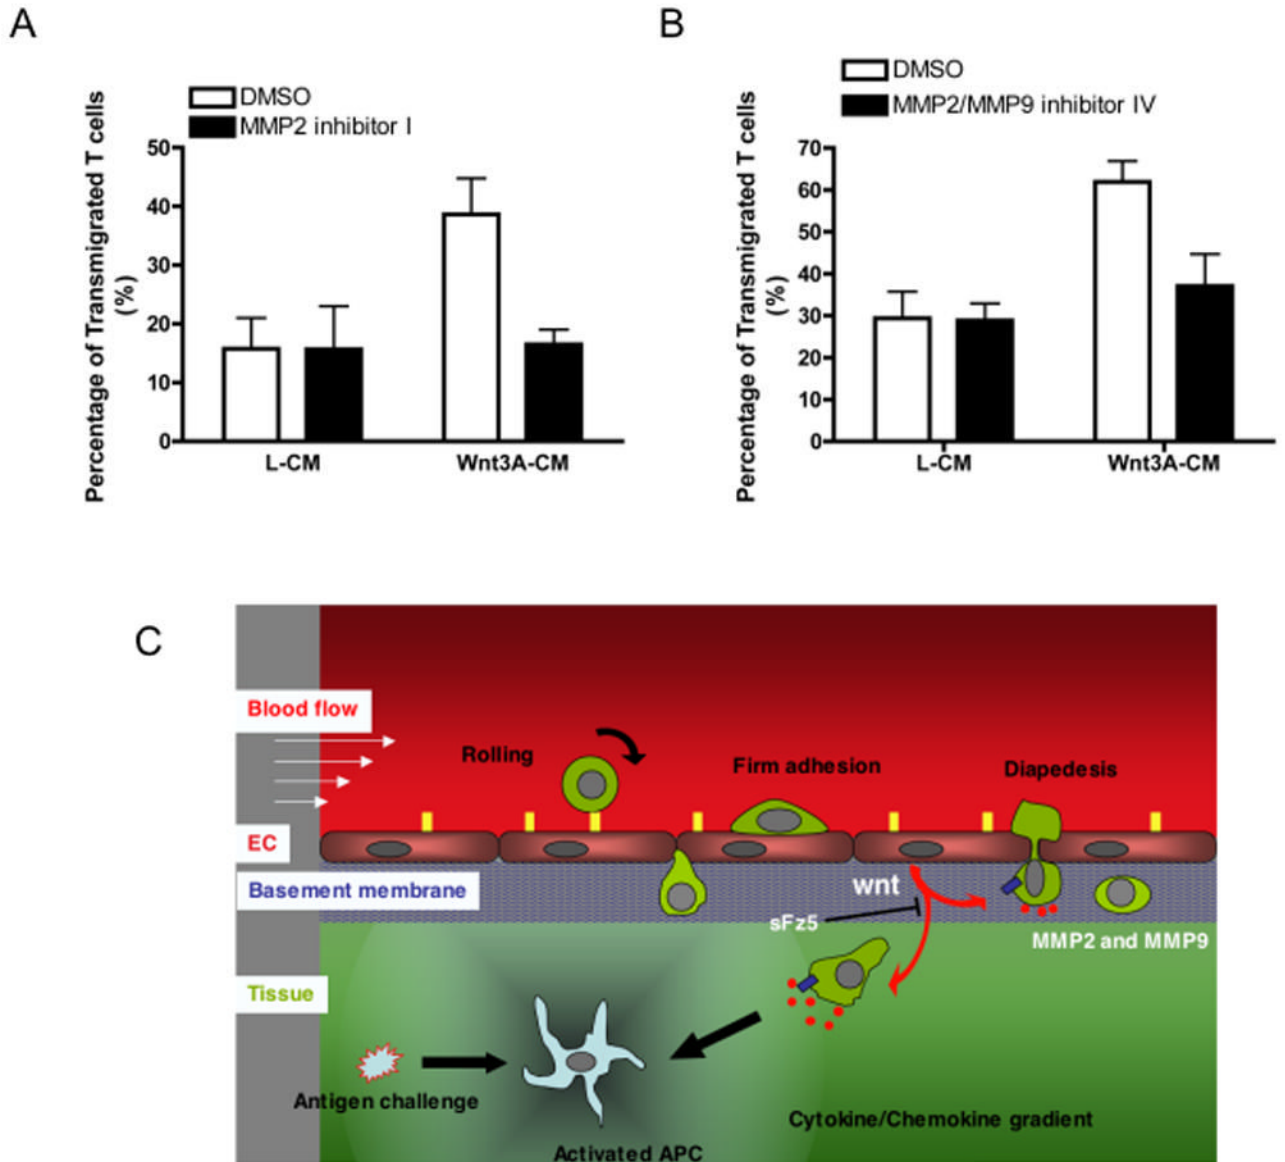 A
DMSO
MMP2 inhibitor I
Percentage of Transmigrated T cells
(%)
50
40
30
20
10
0
L-CM
Wnt3A-CM
B
DMSO
MMP2/MMP9 inhibitor IV
Percentage of Transmigrated T cells
(%)
70
60
50
40
30
20
10
0
L-CM
Wnt3A-CM
C
Blood flow
Rolling
Firm adhesion
Diapedesis
EC
Basement membrane
wnt
sFz5
MMP2 and MMP9
Tissue
Antigen challenge
Cytokine/Chemokine gradient
Activated APC